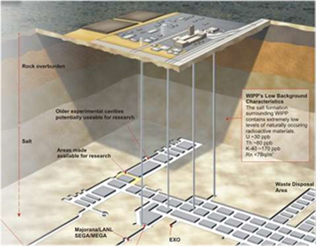 Rock overburden
Older experimental cavities
potentially useable for research
WIPP's Low Background
Characteristics
The salt formation
surrounding WIPP
contains extremely low
levels of naturally occuring
radioactive materials
U ~30 ppb
Th ~80 ppb
K-40 ~170 ppb
Rn <7Bq/m³
Salt
Areas made
available for research
Waste Disposal
Area
Majorana/LANL
SEGA/MEGA
EXO